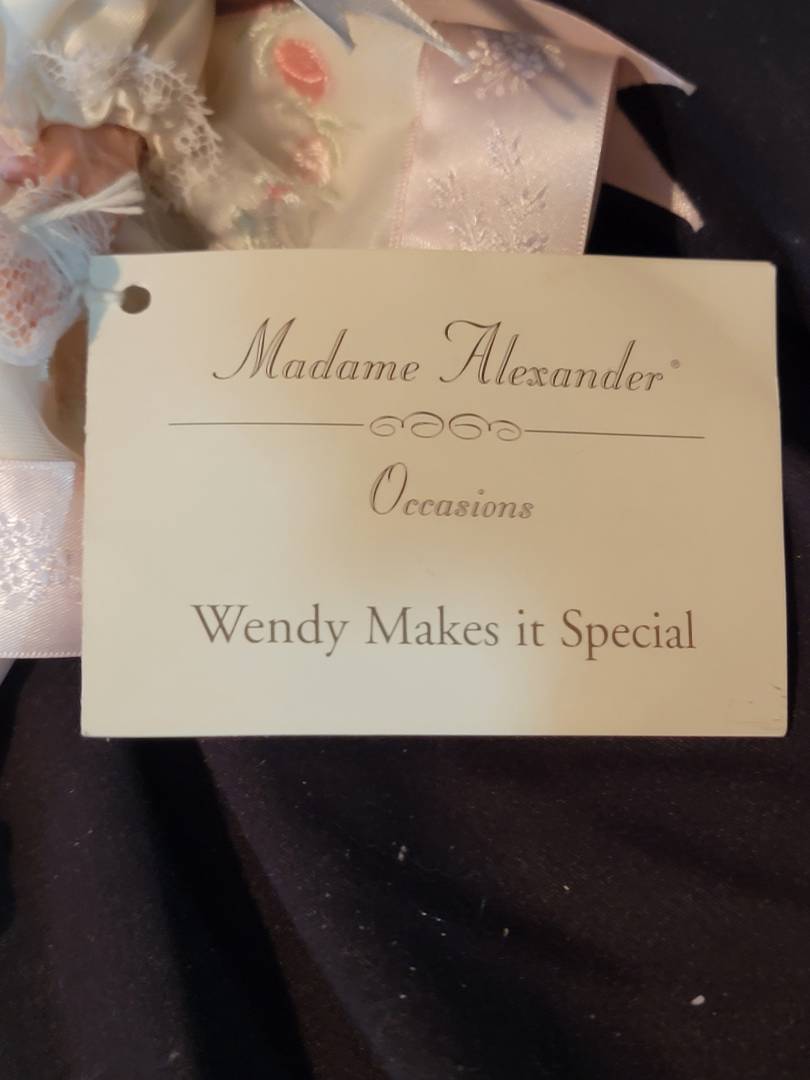 Madame Alexander®
Occasions
Wendy Makes it Special